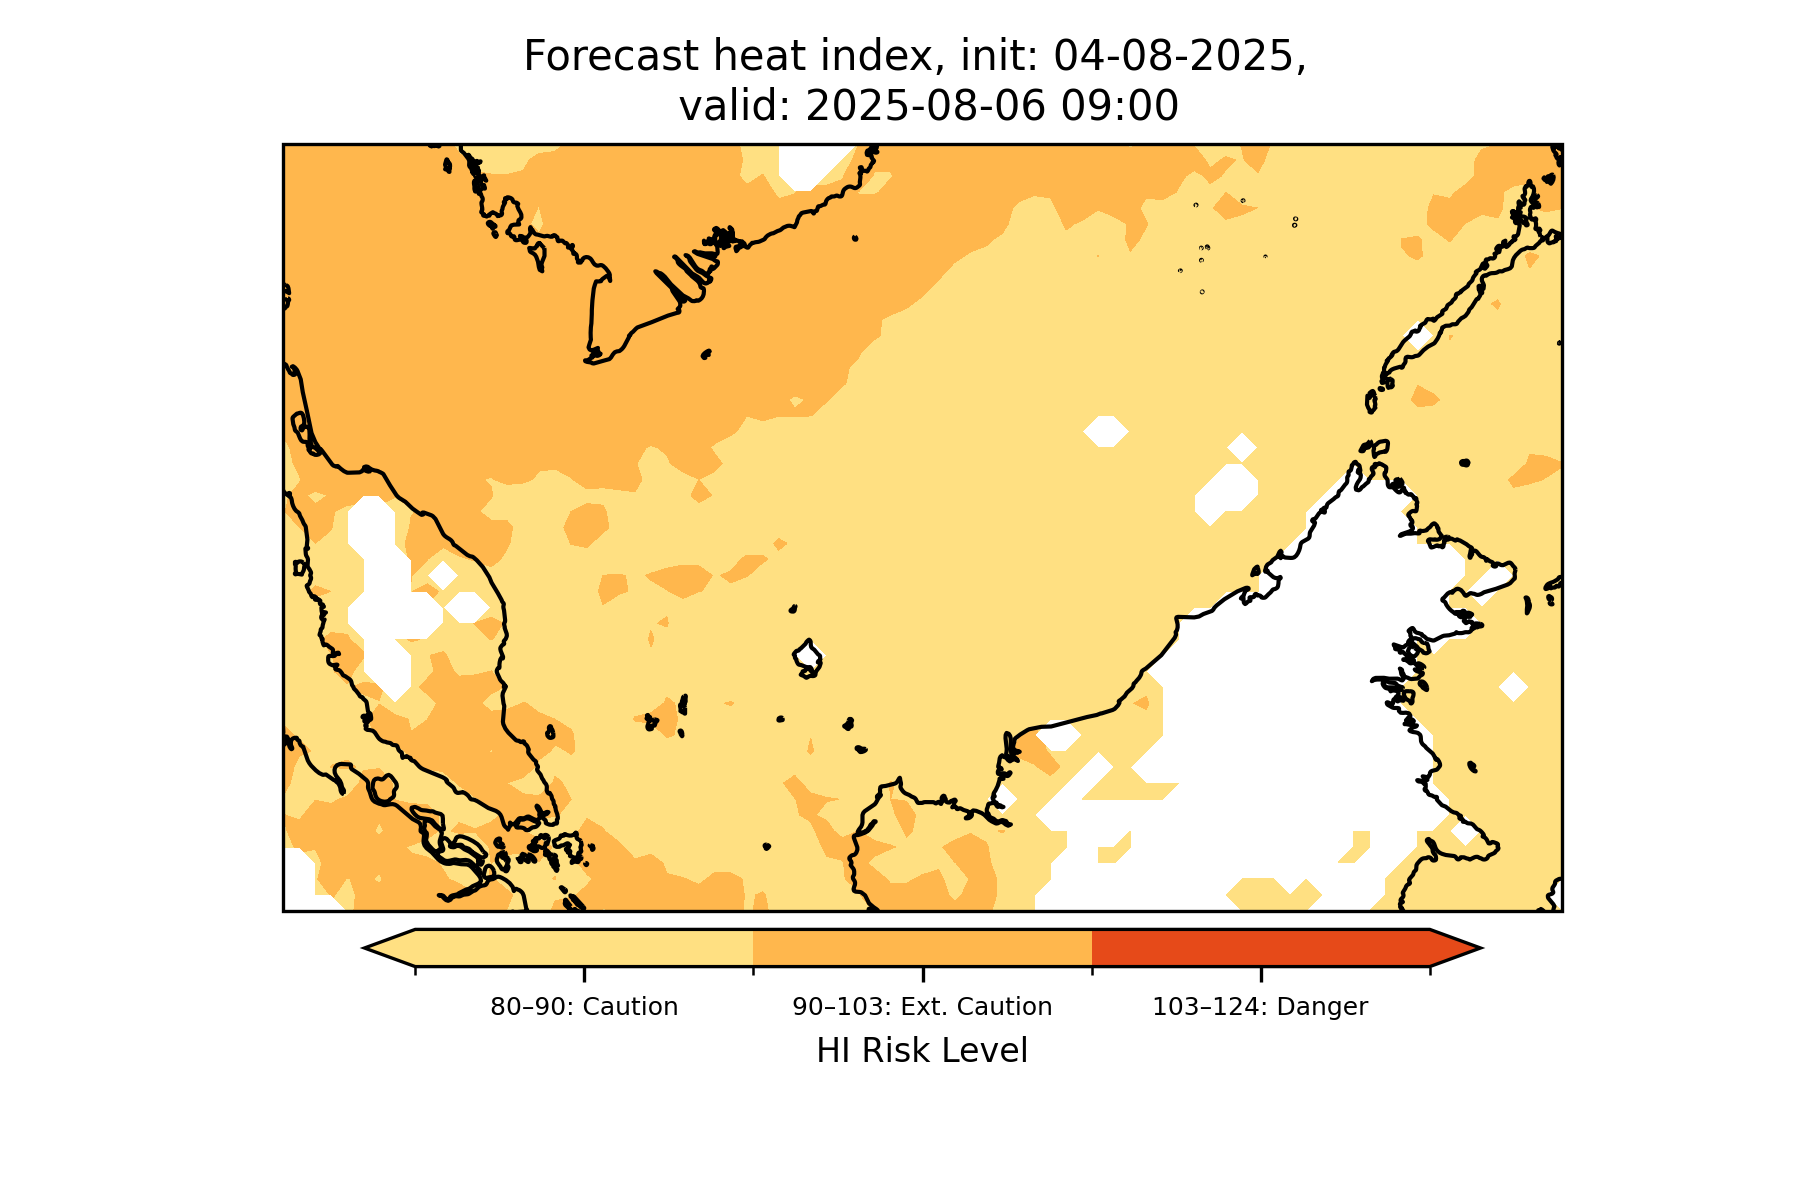 Forecast heat index, init: 04-08-2025,
valid: 2025-08-06 09:00
80–90: Caution
90–103: Ext. Caution
103–124: Danger
HI Risk Level